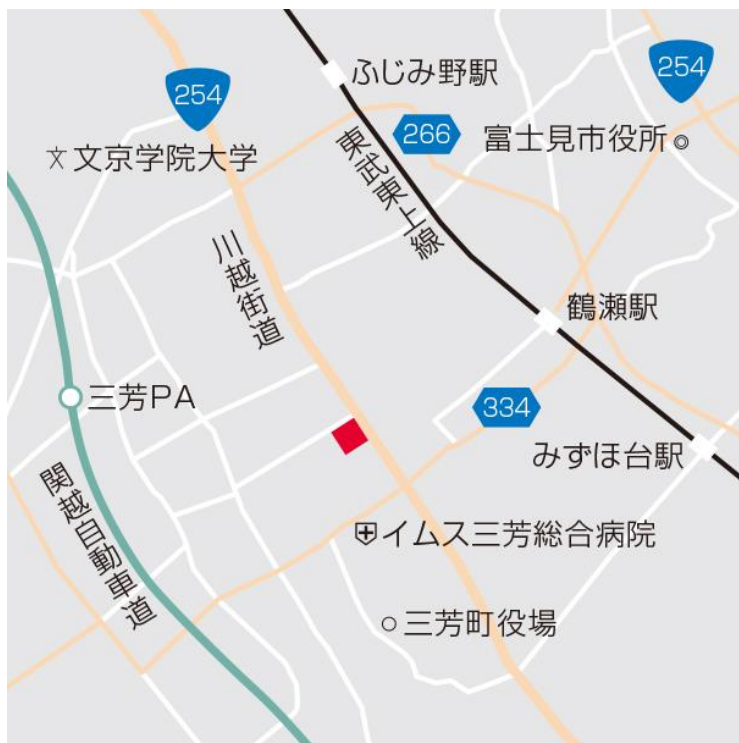 254
ふじみ野駅
254
266
富士見市役所
文
文京学院大学
東武東上線
川越街道
鶴瀬駅
三芳PA
334
みずほ台駅
関越自動車道
イムス三芳総合病院
三芳町役場